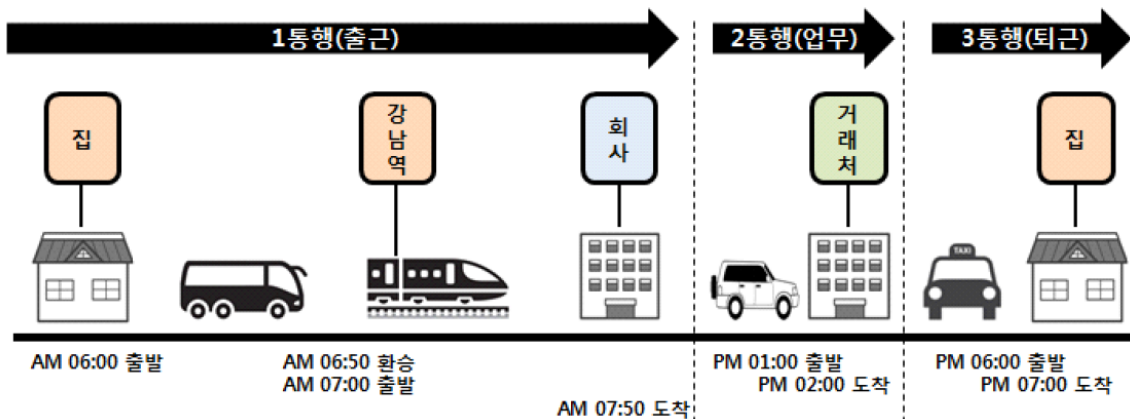 1통행(출근)
2통행(업무)
3통행(퇴근)
집
강남역
회사
거래처
집
TAXI
AM 06:00 출발
AM 06:50 환승
AM 07:00 출발
AM 07:50 도착
PM 01:00 출발
PM 02:00 도착
PM 06:00 출발
PM 07:00 도착